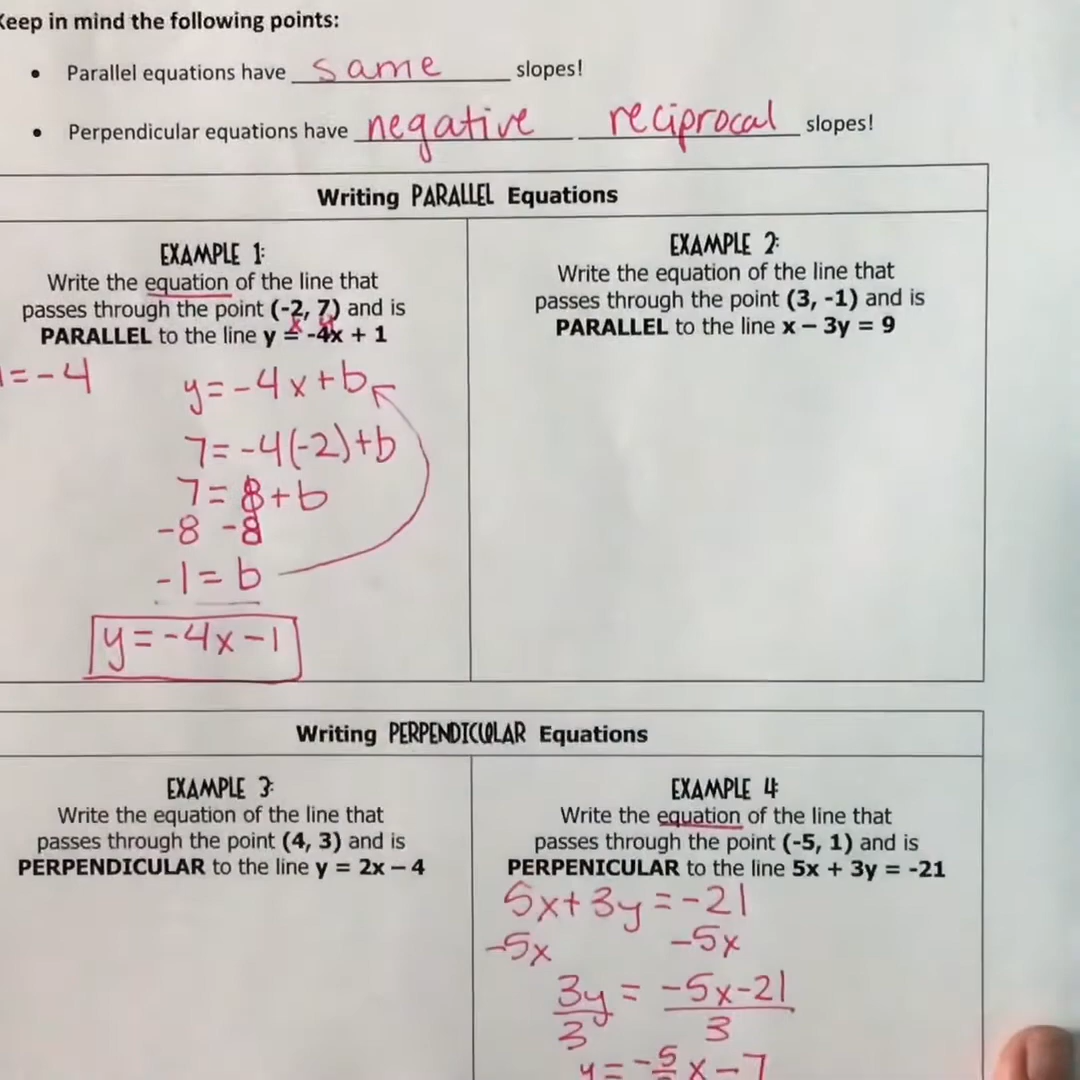 Keep in mind the following points:
• Parallel equations have same slopes!
• Perpendicular equations have negative reciprocal slopes!
Writing PARALLEL Equations
EXAMPLE 1:
Write the equation of the line that
passes through the point (-2, 7) and is
x y
PARALLEL to the line y = -4x + 1
= -4
y = -4x + b
7 = -4(-2) + b
7 = 8 + b
-8 -8
-1 = b
y = -4x - 1
EXAMPLE 2:
Write the equation of the line that
passes through the point (3, -1) and is
PARALLEL to the line x – 3y = 9
Writing PERPENDICULAR Equations
EXAMPLE 3:
Write the equation of the line that
passes through the point (4, 3) and is
PERPENDICULAR to the line y = 2x – 4
EXAMPLE 4:
Write the equation of the line that
passes through the point (-5, 1) and is
PERPENICULAR to the line 5x + 3y = -21
5x + 3y = -21
-5x -5x
3y = -5x - 21
3 3
y = -5/3 x - 7